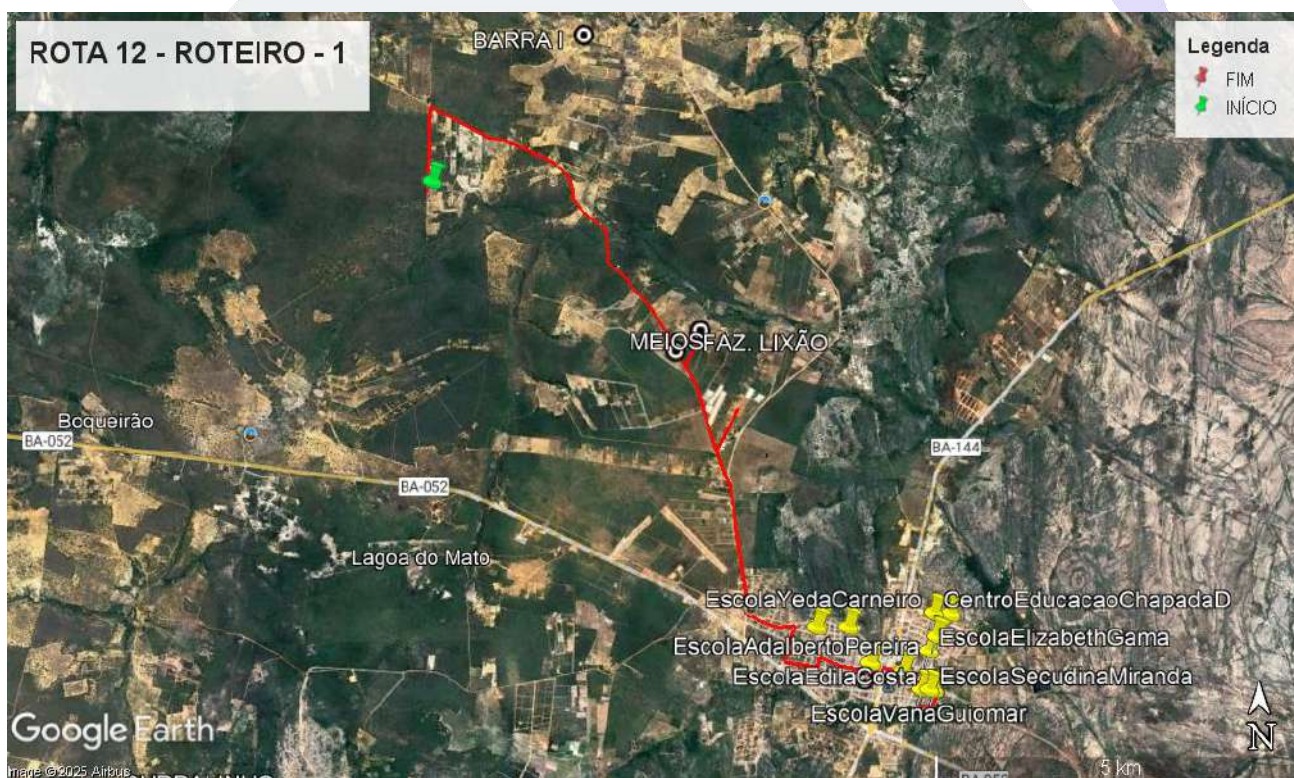 ROTA 12 - ROTEIRO - 1
BARRA I
Legenda
FIM
INÍCIO
MEIOS
FAZ. LIXÃO
Boqueirão
BA-052
BA-052
BA-144
Lagoa do Mato
EscolaYedaCarneiro
CentroEducacaoChapadaD
EscolaAdalbertoPereira
EscolaElizabethGama
EscolaEdilaCosta
EscolaSecudinaMiranda
EscolaVanaGuiomar
Google Earth
N
Image © 2025 Airbus
5 km